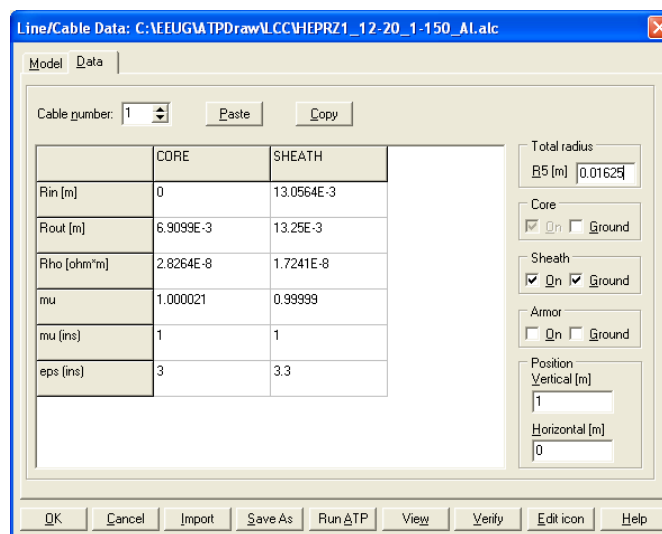 Line/Cable Data: C:\EEUG\ATPDraw\LCC\HEPRZ1_12-20_1-150_Al.alc
Model Data
Cable number: 1 Paste Copy
CORE SHEATH
Rin [m] 0 13.0564E-3
Rout [m] 6.9099E-3 13.25E-3
Rho [ohm*m] 2.8264E-8 1.7241E-8
mu 1.000021 0.99999
mu (ins) 1 1
eps (ins) 3 3.3
Total radius
R5 [m] 0.01625
Core
On Ground
Sheath
On Ground
Armor
On Ground
Position
Vertical [m]
1
Horizontal [m]
0
OK Cancel Import Save As Run ATP View Verify Edit icon Help